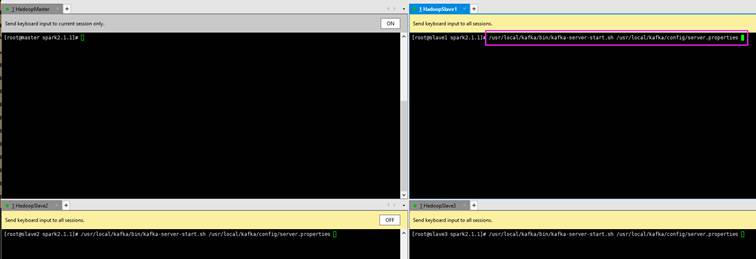 1 HadoopMaster
Send keyboard input to current session only.
ON
[root@master spark2.1.1]#
1 HadoopSlave1
Send keyboard input to all sessions.
[root@slave1 spark2.1.1]# /usr/local/kafka/bin/kafka-server-start.sh /usr/local/kafka/config/server.properties
1 HadoopSlave2
Send keyboard input to all sessions.
OFF
[root@slave2 spark2.1.1]# /usr/local/kafka/bin/kafka-server-start.sh /usr/local/kafka/config/server.properties
1 HadoopSlave3
Send keyboard input to all sessions.
[root@slave3 spark2.1.1]# /usr/local/kafka/bin/kafka-server-start.sh /usr/local/kafka/config/server.properties